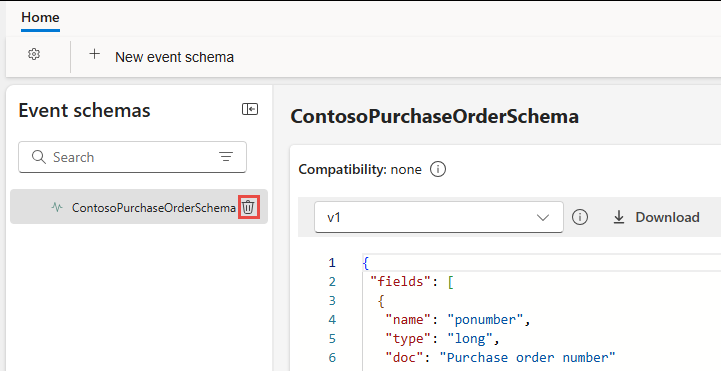 Home
New event schema
Event schemas
Search
ContosoPurchaseOrderSchema
ContosoPurchaseOrderSchema
Compatibility: none
v1
Download
1 {
2 "fields": [
3 {
4 "name": "ponumber",
5 "type": "long",
6 "doc": "Purchase order number"